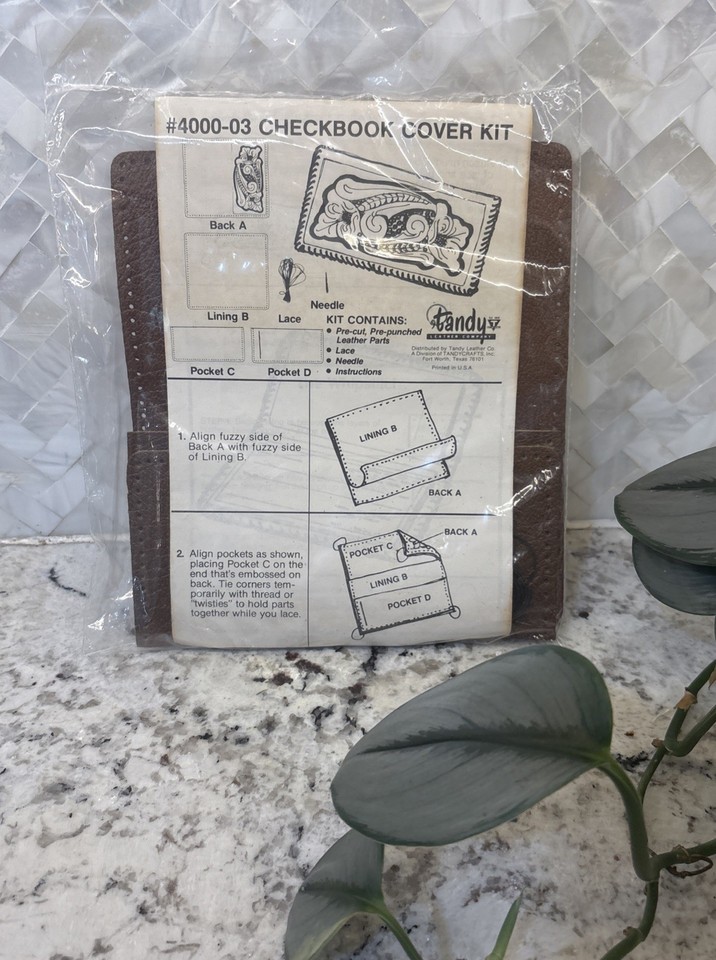 #4000-03 CHECKBOOK COVER KIT
Back A
Lining B
Lace
Needle
Pocket C
Pocket D
KIT CONTAINS:
• Pre-cut, Pre-punched
Leather Parts
• Lace
• Needle
• Instructions
tandy
LEATHER COMPANY
Distributed by Tandy Leather Co.
A Division of TANDYCRAFTS, Inc.
Fort Worth, Texas 76101
Printed in U.S.A.
1. Align fuzzy side of
Back A with fuzzy side
of Lining B.
LINING B
BACK A
2. Align pockets as shown,
placing Pocket C on the
end that's embossed on
back. Tie corners tem-
porarily with thread or
"twisties" to hold parts
together while you lace.
BACK A
POCKET C
LINING B
POCKET D